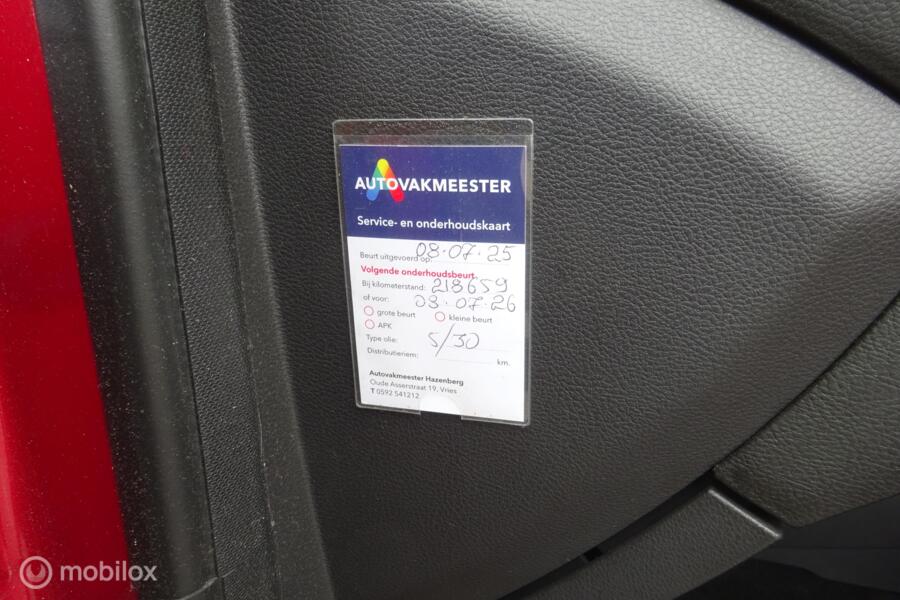 AUTOVAKMEESTER
Service- en onderhoudskaart
Beurt uitgevoerd op: 08.07.25
Volgende onderhoudsbeurt
Bij kilometerstand: 218659
of voor: 08.07.26
grote beurt kleine beurt
APK
Type olie: 5/30
Distributieriem: km.
Autovakmeester Hazenberg
Oude Asserstraat 19, Vries
T 0592 541212
mobilox